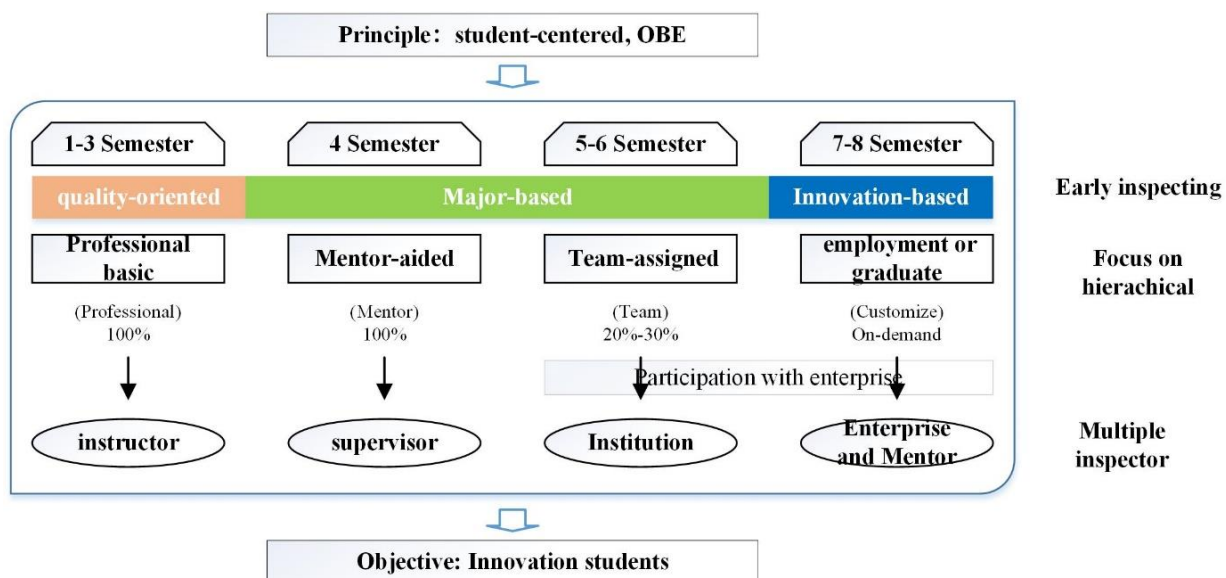 Principle: student-centered, OBE
1-3 Semester
4 Semester
5-6 Semester
7-8 Semester
quality-oriented
Major-based
Innovation-based
Early inspecting
Professional
basic
Mentor-aided
Team-assigned
employment or
graduate
Focus on
hierachical
(Professional)
100%
(Mentor)
100%
(Team)
20%-30%
(Customize)
On-demand
Participation with enterprise
instructor
supervisor
Institution
Enterprise
and Mentor
Multiple
inspector
Objective: Innovation students